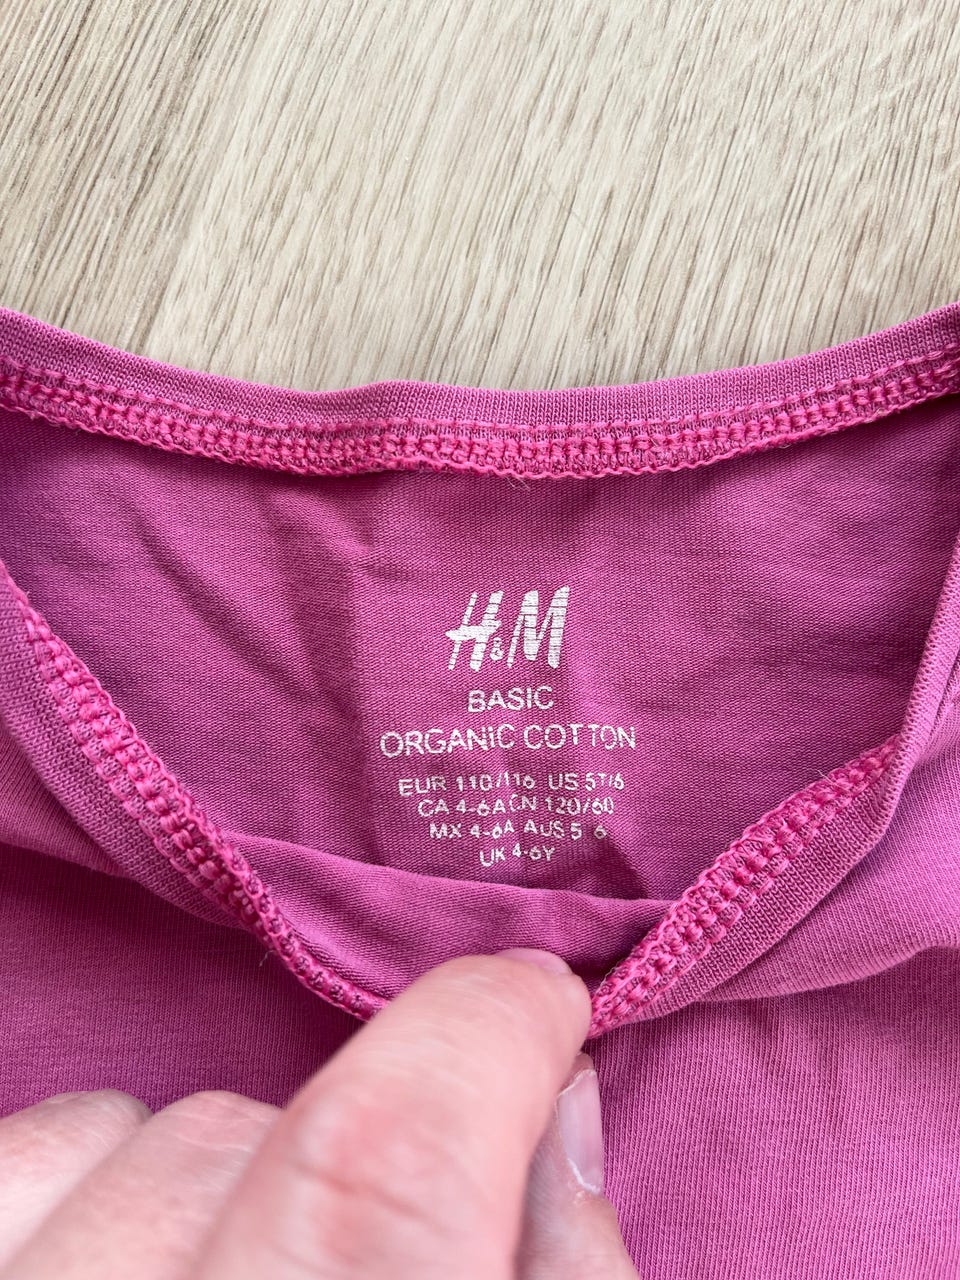 H&M
BASIC
ORGANIC COTTON
EUR 110/116 US 5T/6
CA 4-6A CN 120/60
MX 4-6A AUS 5 6
UK 4-6Y